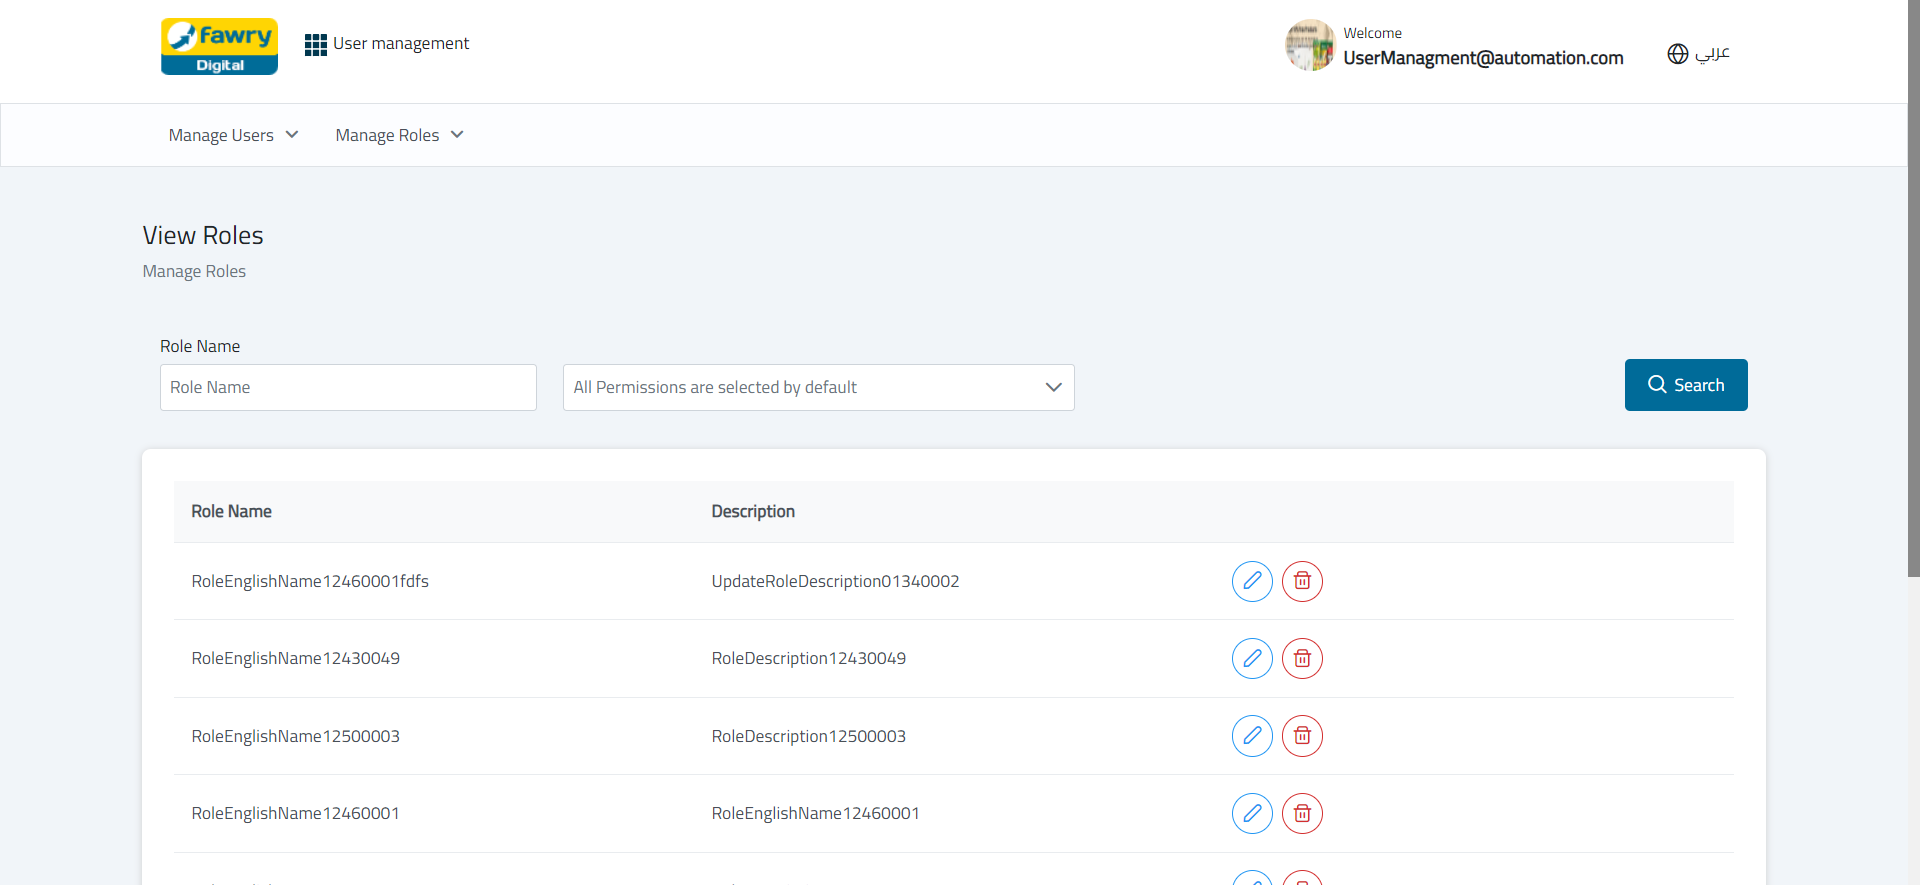 fawry
Digital
User management
Welcome
UserManagment@automation.com
عربي
Manage Users
Manage Roles
View Roles
Manage Roles
Role Name
Role Name
All Permissions are selected by default
Search
Role Name Description
RoleEnglishName12460001fdfs UpdateRoleDescription01340002
RoleEnglishName12430049 RoleDescription12430049
RoleEnglishName12500003 RoleDescription12500003
RoleEnglishName12460001 RoleEnglishName12460001